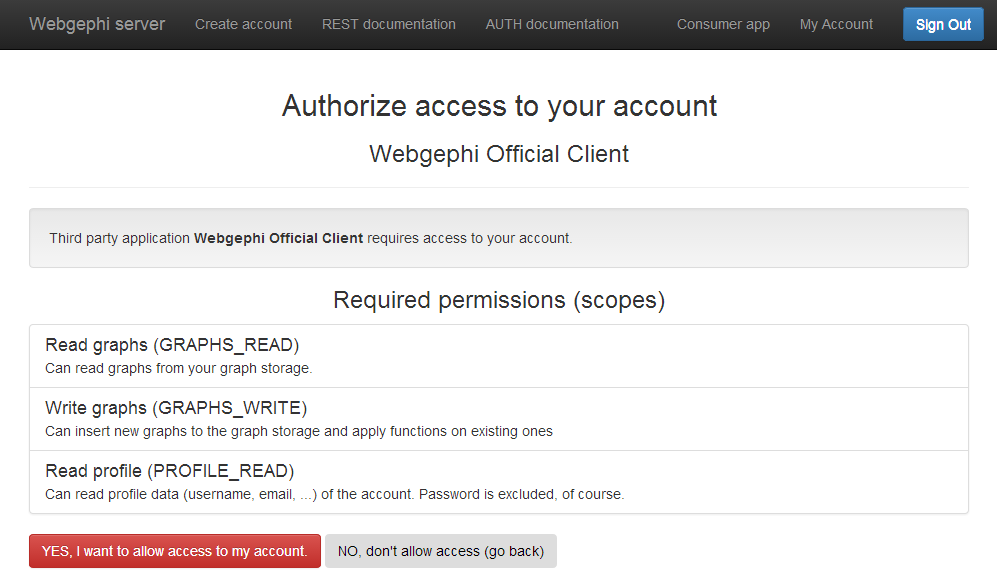 Webgephi server Create account REST documentation AUTH documentation Consumer app My Account Sign Out
Authorize access to your account
Webgephi Official Client
Third party application Webgephi Official Client requires access to your account.
Required permissions (scopes)
Read graphs (GRAPHS_READ)
Can read graphs from your graph storage.
Write graphs (GRAPHS_WRITE)
Can insert new graphs to the graph storage and apply functions on existing ones
Read profile (PROFILE_READ)
Can read profile data (username, email, ...) of the account. Password is excluded, of course.
YES, I want to allow access to my account. NO, don't allow access (go back)